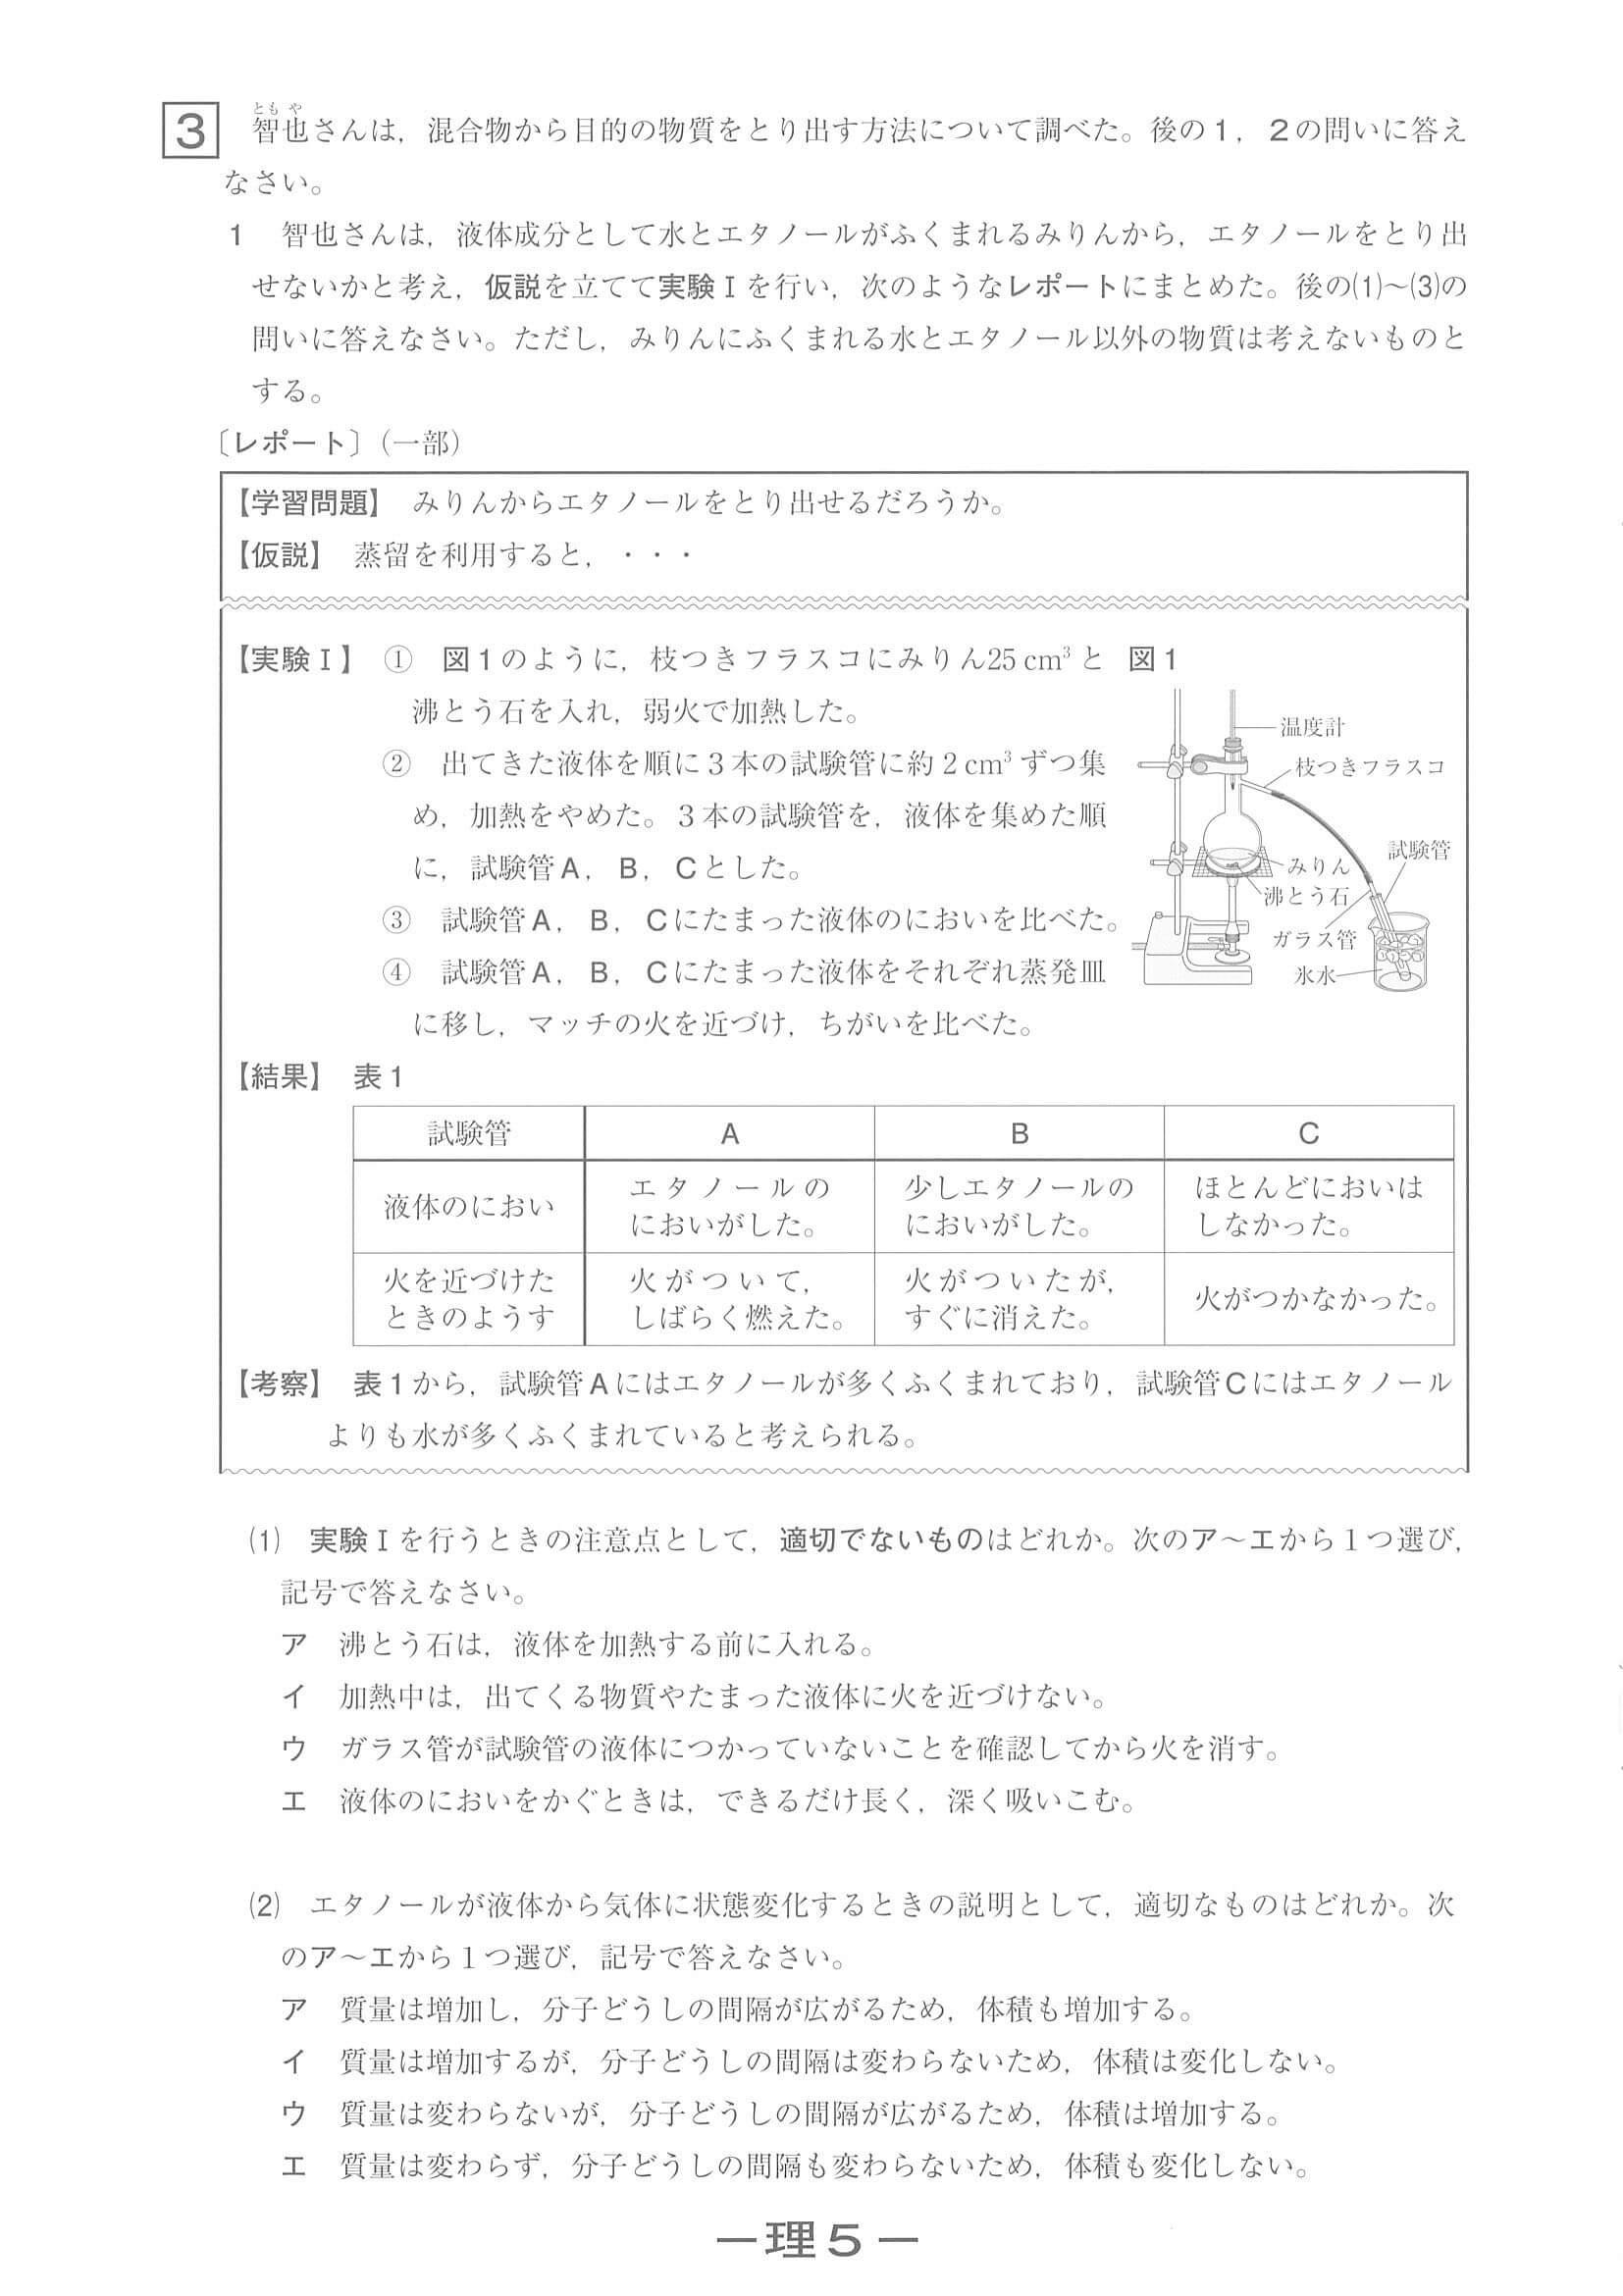 3 智也さんは，混合物から目的の物質をとり出す方法について調べた。後の1，2の問いに答え
ともや
なさい。
1 智也さんは，液体成分として水とエタノールがふくまれるみりんから，エタノールをとり出
せないかと考え，仮説を立てて実験Ⅰを行い，次のようなレポートにまとめた。後の(1)～(3)の
問いに答えなさい。ただし，みりんにふくまれる水とエタノール以外の物質は考えないものと
する。
〔レポート〕（一部）
【学習問題】 みりんからエタノールをとり出せるだろうか。
【仮説】 蒸留を利用すると，・・・
【実験Ⅰ】 ① 図1のように，枝つきフラスコにみりん25 cm³と
沸とう石を入れ，弱火で加熱した。
② 出てきた液体を順に3本の試験管に約2 cm³ずつ集
め，加熱をやめた。3本の試験管を，液体を集めた順
に，試験管A，B，Cとした。
③ 試験管A，B，Cにたまった液体のにおいを比べた。
④ 試験管A，B，Cにたまった液体をそれぞれ蒸発皿
に移し，マッチの火を近づけ，ちがいを比べた。
図1
温度計
枝つきフラスコ
試験管
みりん
沸とう石
ガラス管
氷水
【結果】 表1
試験管 A B C
液体のにおい
エタノールの
においがした。
少しエタノールの
においがした。
ほとんどにおいは
しなかった。
火を近づけた
ときのようす
火がついて，
しばらく燃えた。
火がついたが，
すぐに消えた。
火がつかなかった。
【考察】 表1から，試験管Aにはエタノールが多くふくまれており，試験管Cにはエタノール
よりも水が多くふくまれていると考えられる。
(1) 実験Ⅰを行うときの注意点として，適切でないものはどれか。次のア～エから1つ選び，
記号で答えなさい。
ア 沸とう石は，液体を加熱する前に入れる。
イ 加熱中は，出てくる物質やたまった液体に火を近づけない。
ウ ガラス管が試験管の液体につかっていないことを確認してから火を消す。
エ 液体のにおいをかぐときは，できるだけ長く，深く吸いこむ。
(2) エタノールが液体から気体に状態変化するときの説明として，適切なものはどれか。次
のア～エから1つ選び，記号で答えなさい。
ア 質量は増加し，分子どうしの間隔が広がるため，体積も増加する。
イ 質量は増加するが，分子どうしの間隔は変わらないため，体積は変化しない。
ウ 質量は変わらないが，分子どうしの間隔が広がるため，体積は増加する。
エ 質量は変わらず，分子どうしの間隔も変わらないため，体積も変化しない。
―理5―